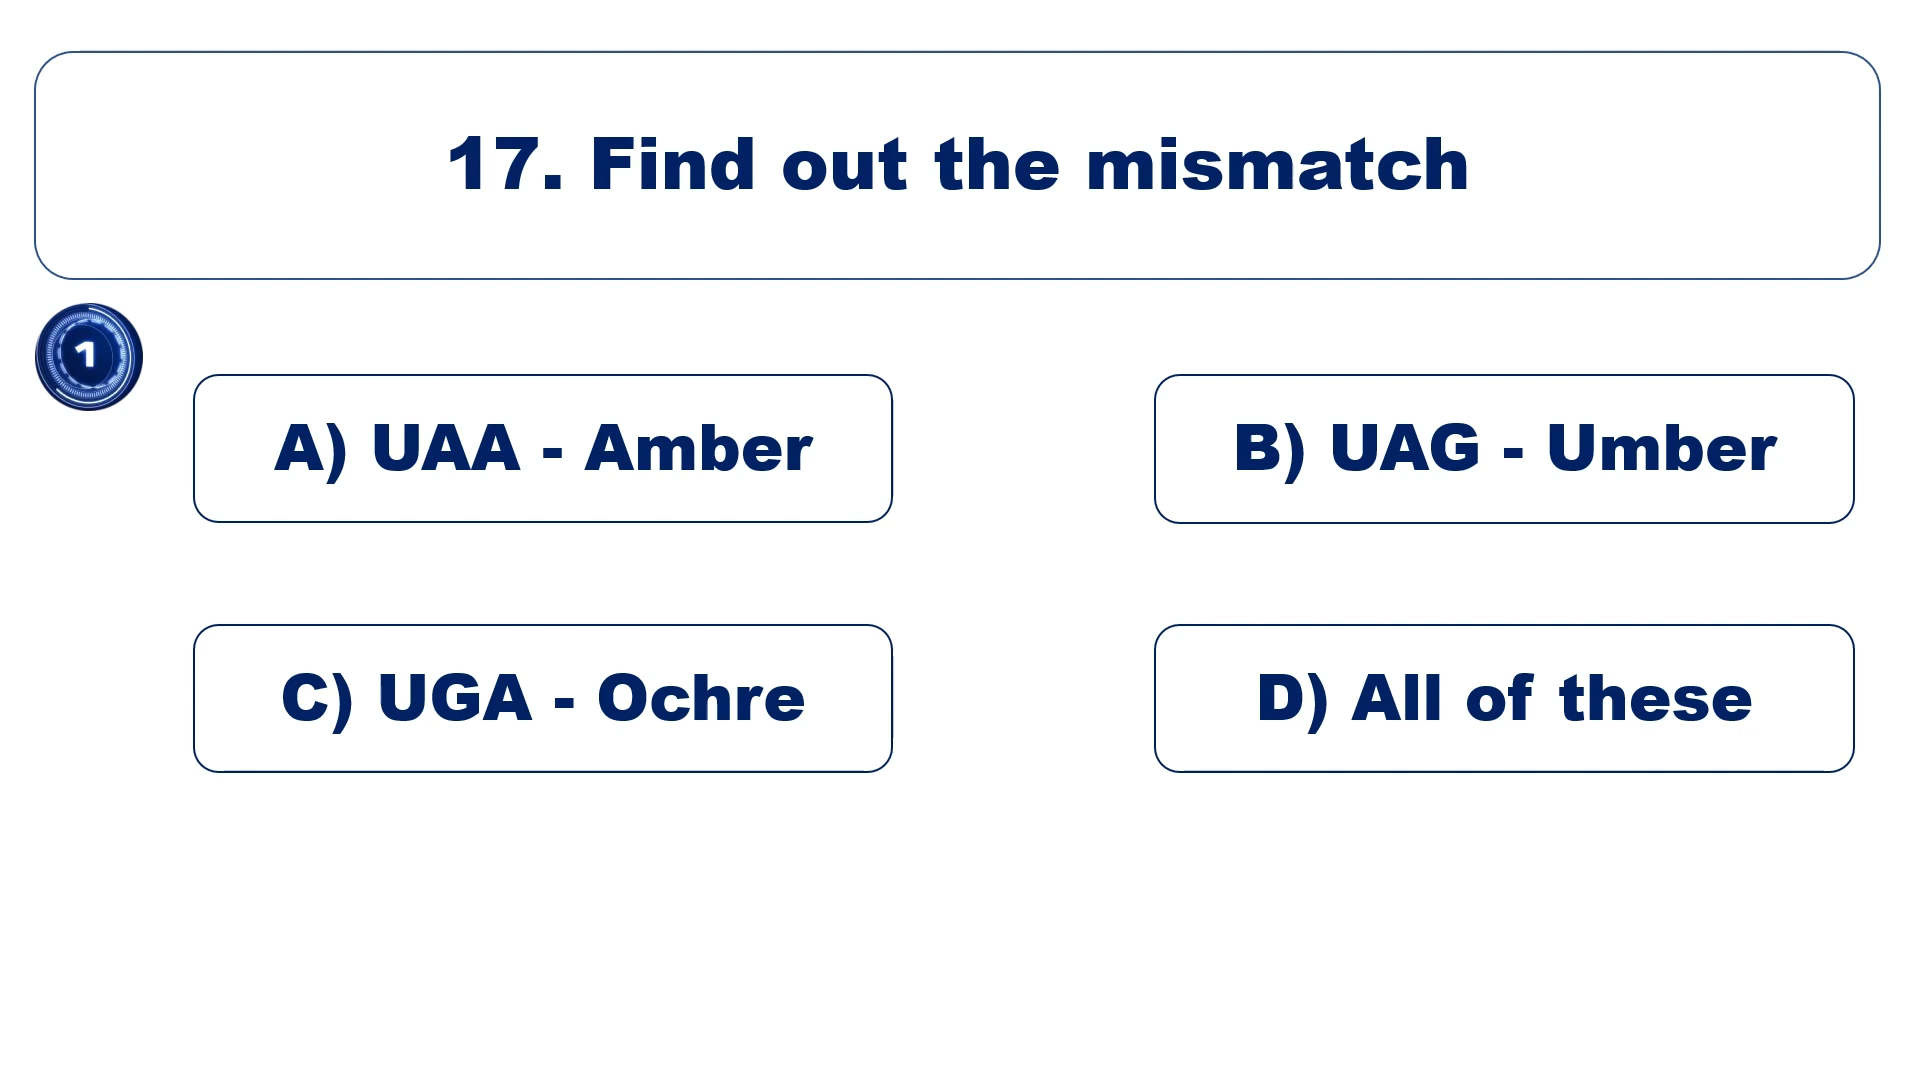 17. Find out the mismatch
1
A) UAA - Amber
B) UAG - Umber
C) UGA - Ochre
D) All of these